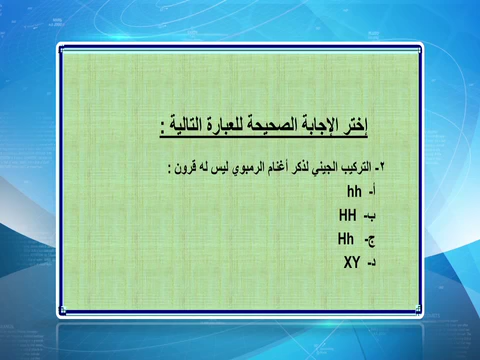 إختر الإجابة الصحيحة للعبارة التالية :
٢- التركيب الجيني لذكر أغنام الرمبوي ليس له قرون :
أ- hh
ب- HH
ج- Hh
د- XY